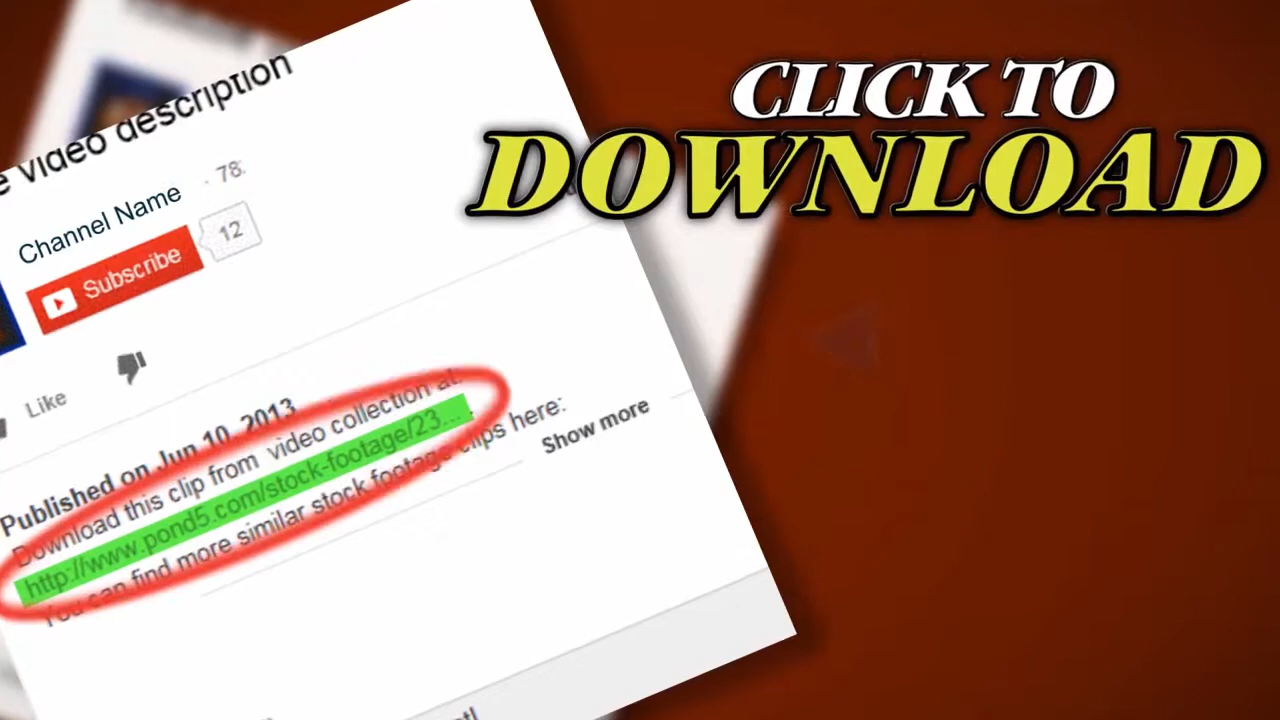 CLICK TO
DOWNLOAD
video description
Channel Name
78
Subscribe
12
Like
Published on Jun 10, 2013
Download this clip from video collection at:
http://www.pond5.com/stock-footage/23...
You can find more similar stock footage clips here:
Show more